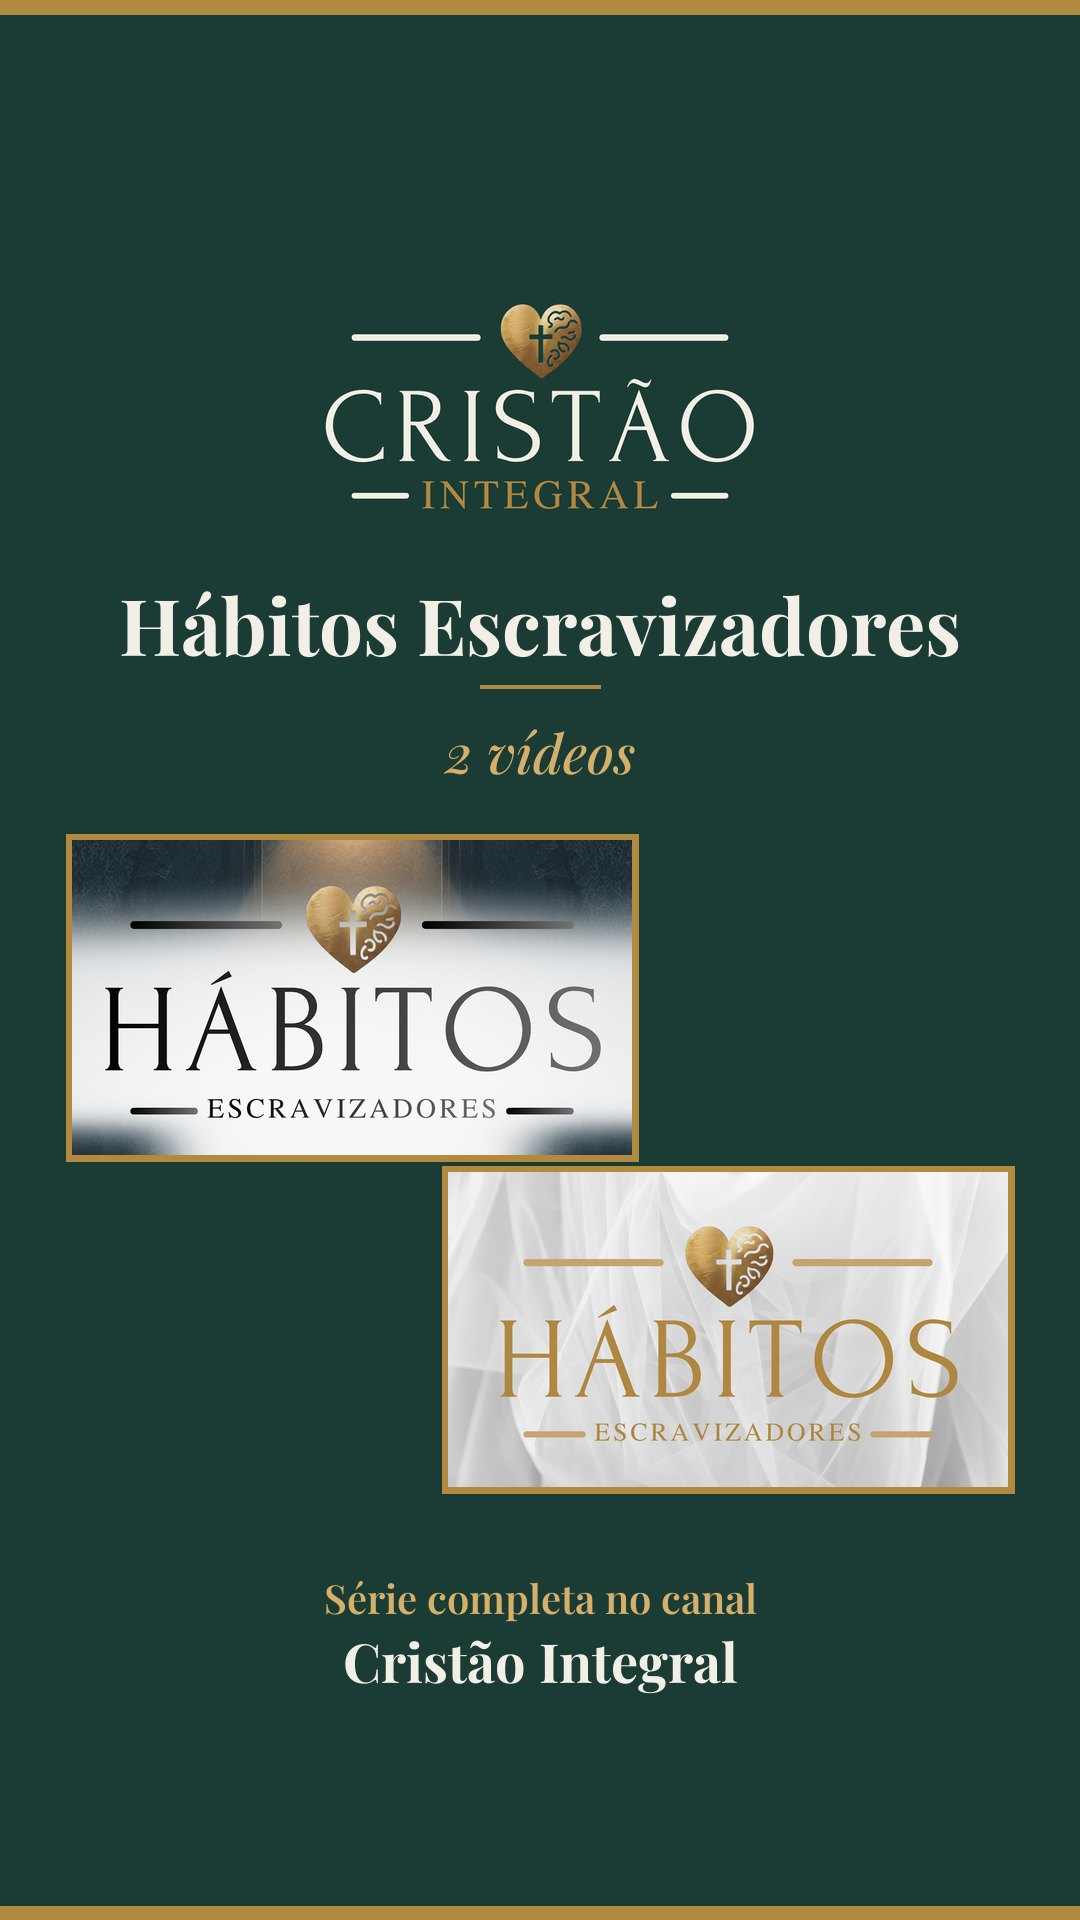 CRISTÃO
INTEGRAL
Hábitos Escravizadores
2 vídeos
HÁBITOS
ESCRAVIZADORES
HÁBITOS
ESCRAVIZADORES
Série completa no canal
Cristão Integral